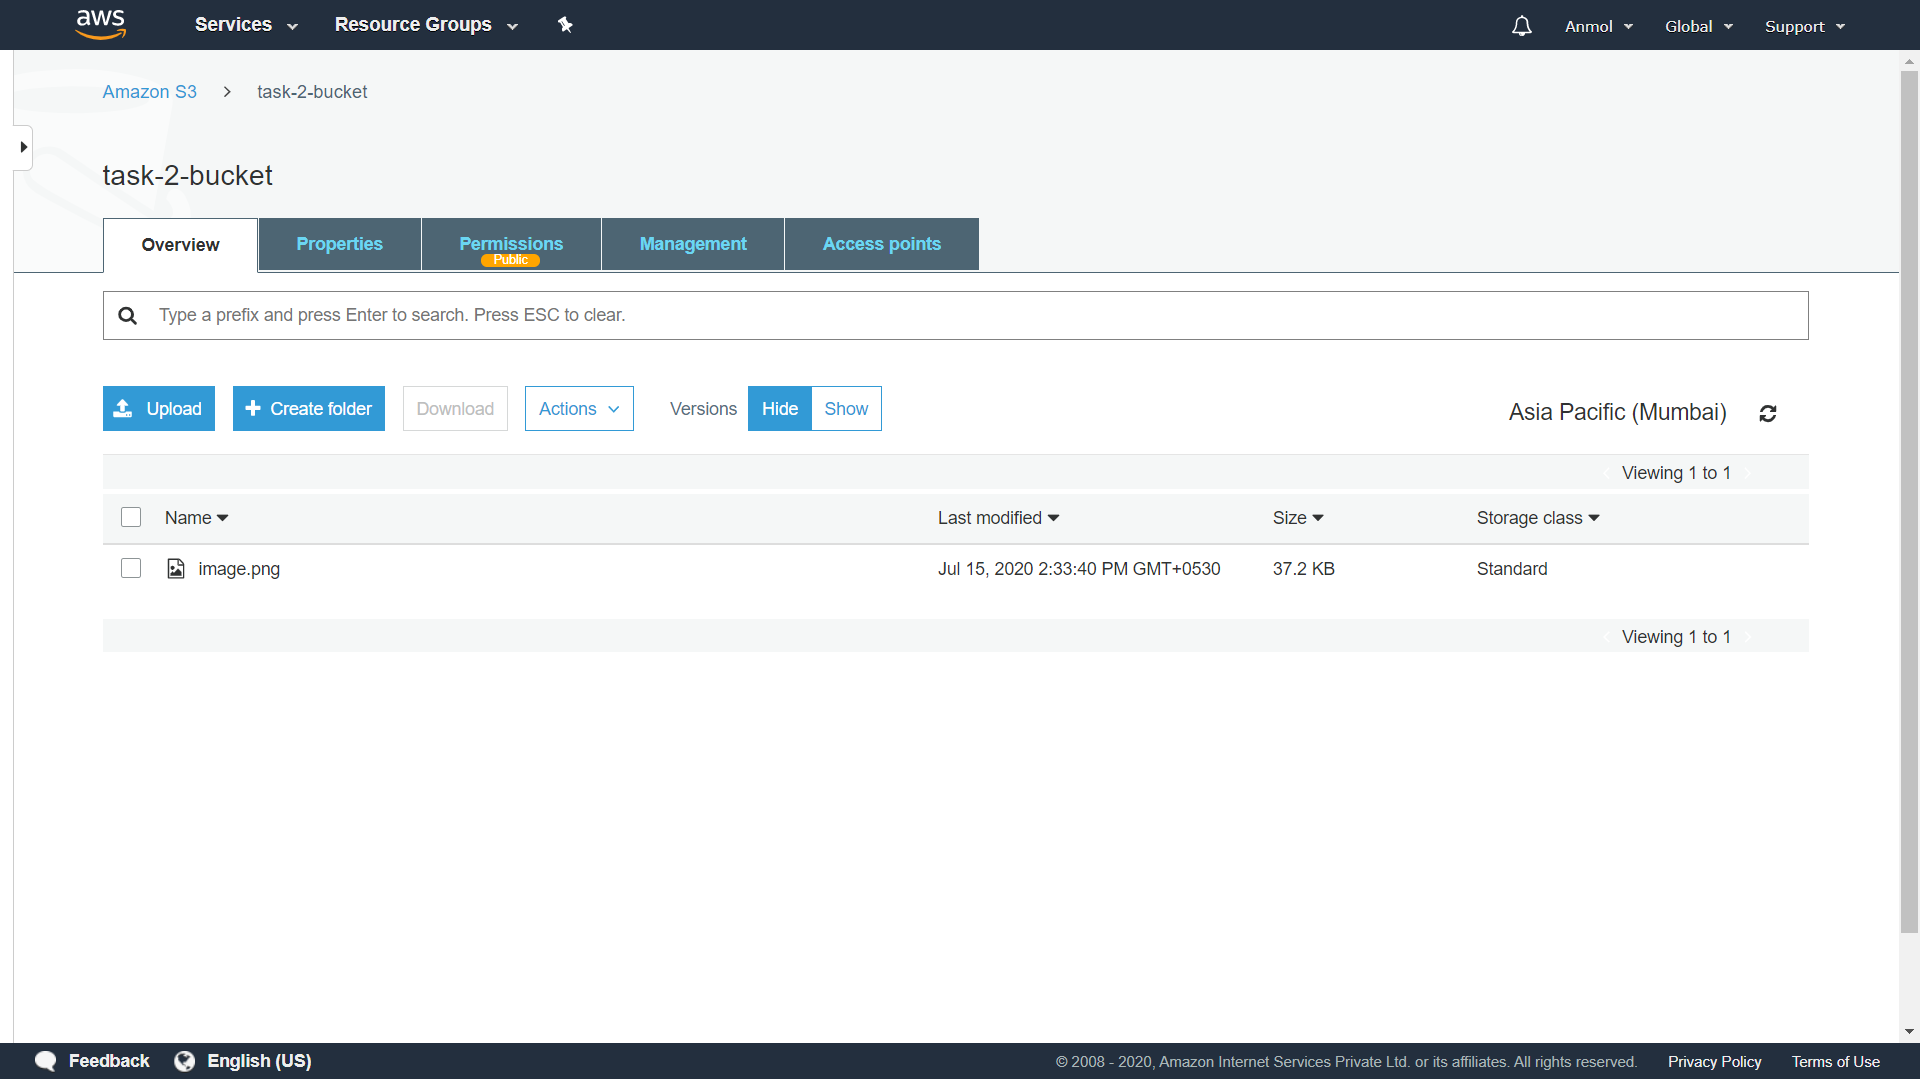 aws Services Resource Groups Anmol Global Support
Amazon S3 > task-2-bucket
task-2-bucket
Overview Properties Permissions Management Access points
Public
Type a prefix and press Enter to search. Press ESC to clear.
Upload Create folder Download Actions Versions Hide Show Asia Pacific (Mumbai)
Viewing 1 to 1
Name Last modified Size Storage class
image.png Jul 15, 2020 2:33:40 PM GMT+0530 37.2 KB Standard
Viewing 1 to 1
Feedback English (US) © 2008 - 2020, Amazon Internet Services Private Ltd. or its affiliates. All rights reserved. Privacy Policy Terms of Use